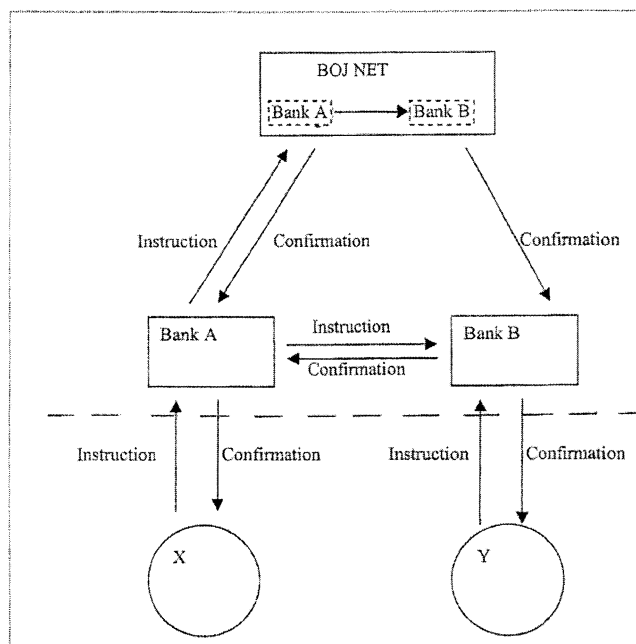 BOJ NET
Bank A
Bank B
Instruction
Confirmation
Confirmation
Bank A
Instruction
Confirmation
Bank B
Instruction
Confirmation
Instruction
Confirmation
X
Y